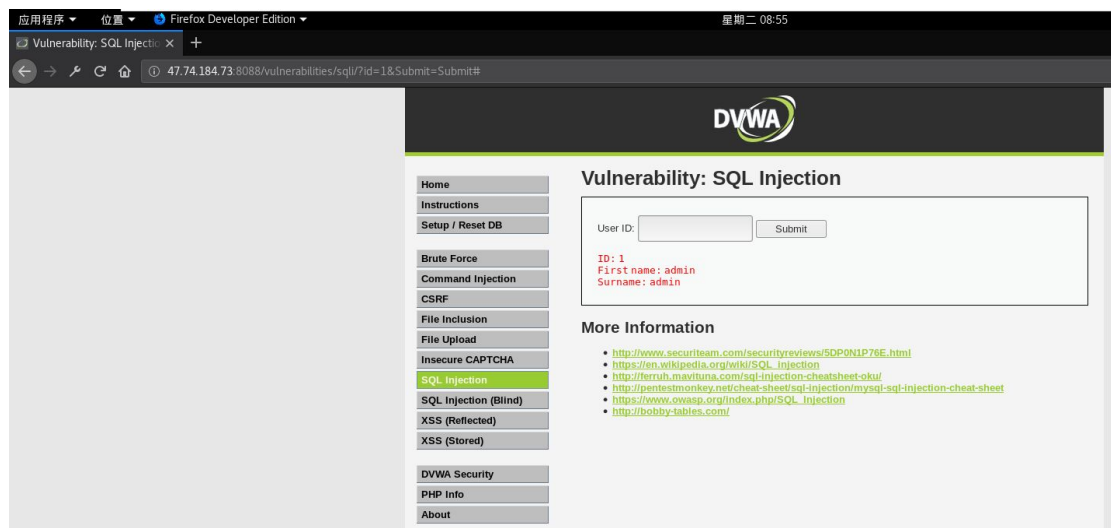 应用程序 ▼ 位置 ▼ Firefox Developer Edition ▼ 星期二 08:55
Vulnerability: SQL Injectio × +
47.74.184.73:8088/vulnerabilities/sqli/?id=1&Submit=Submit#
DVWA
Home
Instructions
Setup / Reset DB
Brute Force
Command Injection
CSRF
File Inclusion
File Upload
Insecure CAPTCHA
SQL Injection
SQL Injection (Blind)
XSS (Reflected)
XSS (Stored)
DVWA Security
PHP Info
About
Vulnerability: SQL Injection
User ID: Submit
ID: 1
First name: admin
Surname: admin
More Information
• http://www.securiteam.com/securityreviews/5DP0N1P76E.html
• https://en.wikipedia.org/wiki/SQL_injection
• http://ferruh.mavituna.com/sql-injection-cheatsheet-oku/
• http://pentestmonkey.net/cheat-sheet/sql-injection/mysql-sql-injection-cheat-sheet
• https://www.owasp.org/index.php/SQL_Injection
• http://bobby-tables.com/